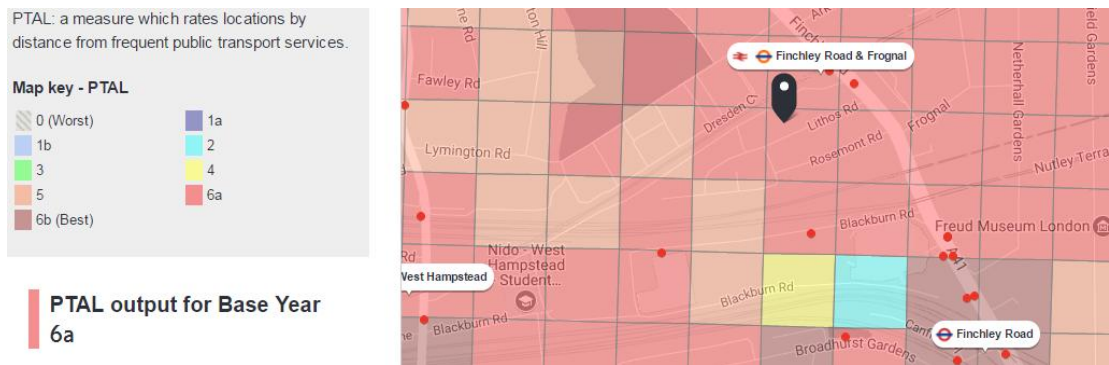 PTAL: a measure which rates locations by
distance from frequent public transport services.
Map key - PTAL
0 (Worst)
1a
1b
2
3
4
5
6a
6b (Best)
PTAL output for Base Year
6a
Finchley Road & Frognal
Fawley Rd
Dresden Cl
Lithos Rd
Frognal
Netherhall Gardens
Lymington Rd
Rosemont Rd
Nutley Terra
Blackburn Rd
Freud Museum London
Nido - West
Hampstead
Student...
A41
West Hampstead
Blackburn Rd
Blackburn Rd
Finchley Road
Broadhurst Gardens